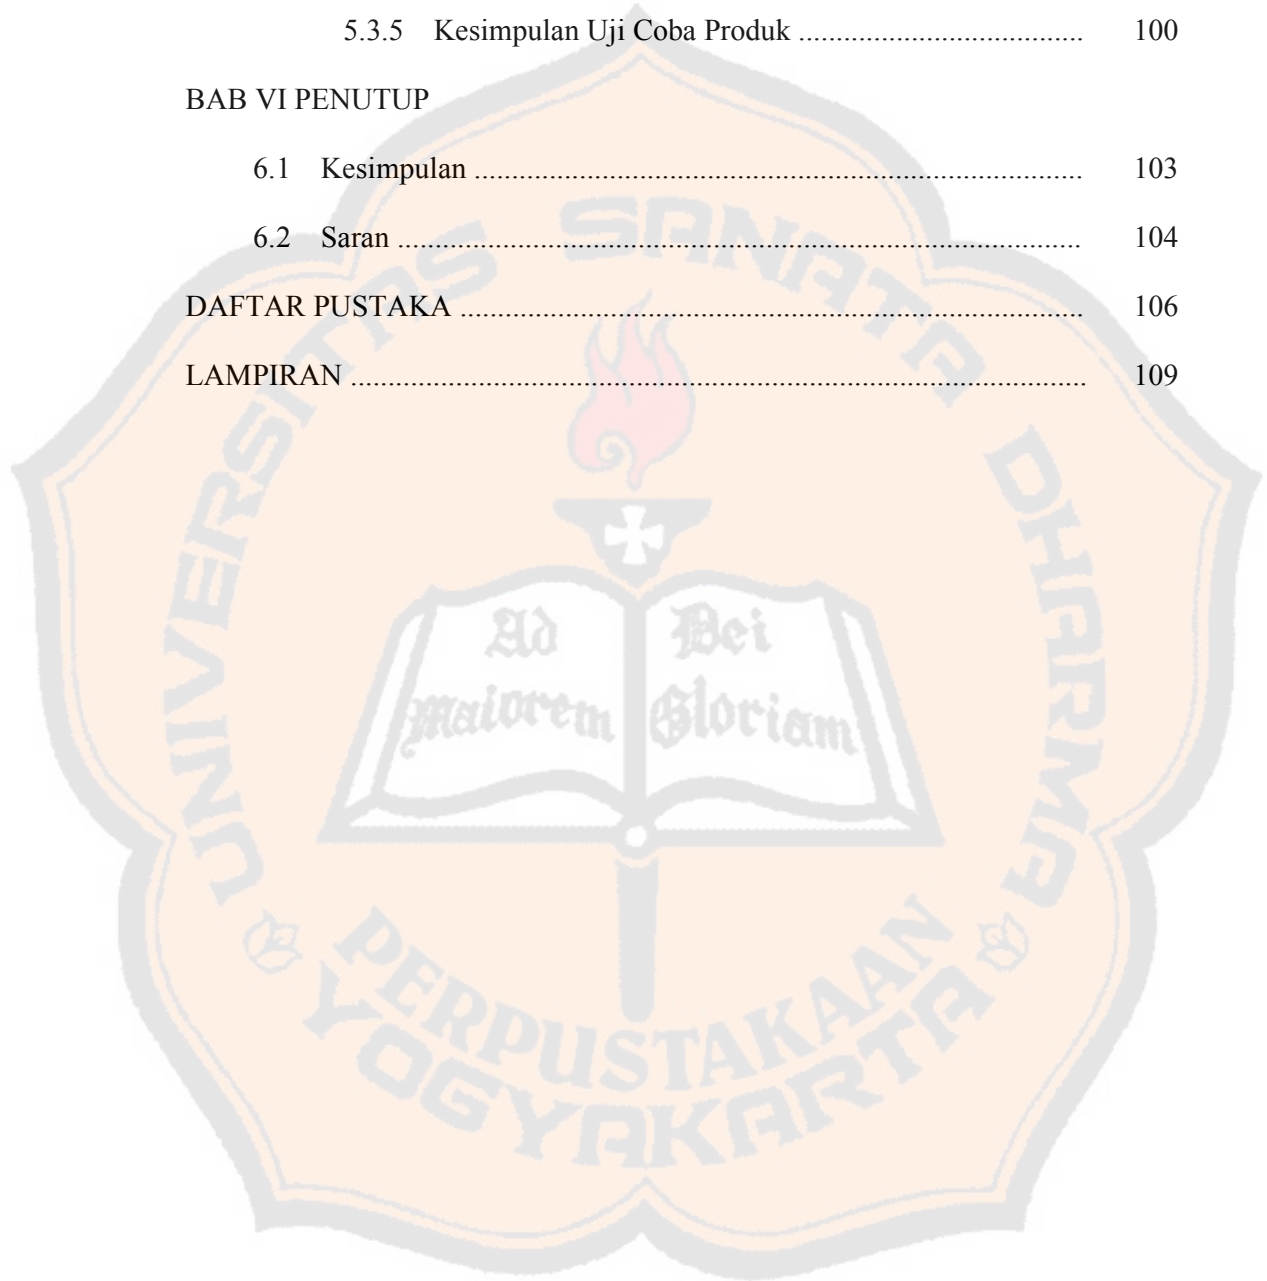 5.3.5 Kesimpulan Uji Coba Produk ...................................... 100
BAB VI PENUTUP
6.1 Kesimpulan ................................................................................. 103
6.2 Saran ........................................................................................... 104
DAFTAR PUSTAKA ................................................................................... 106
LAMPIRAN .................................................................................................. 109
UNIVERSITAS SANATA DHARMA
Ad
maiorem
Dei
Gloriam
PERPUSTAKAAN
YOGYAKARTA